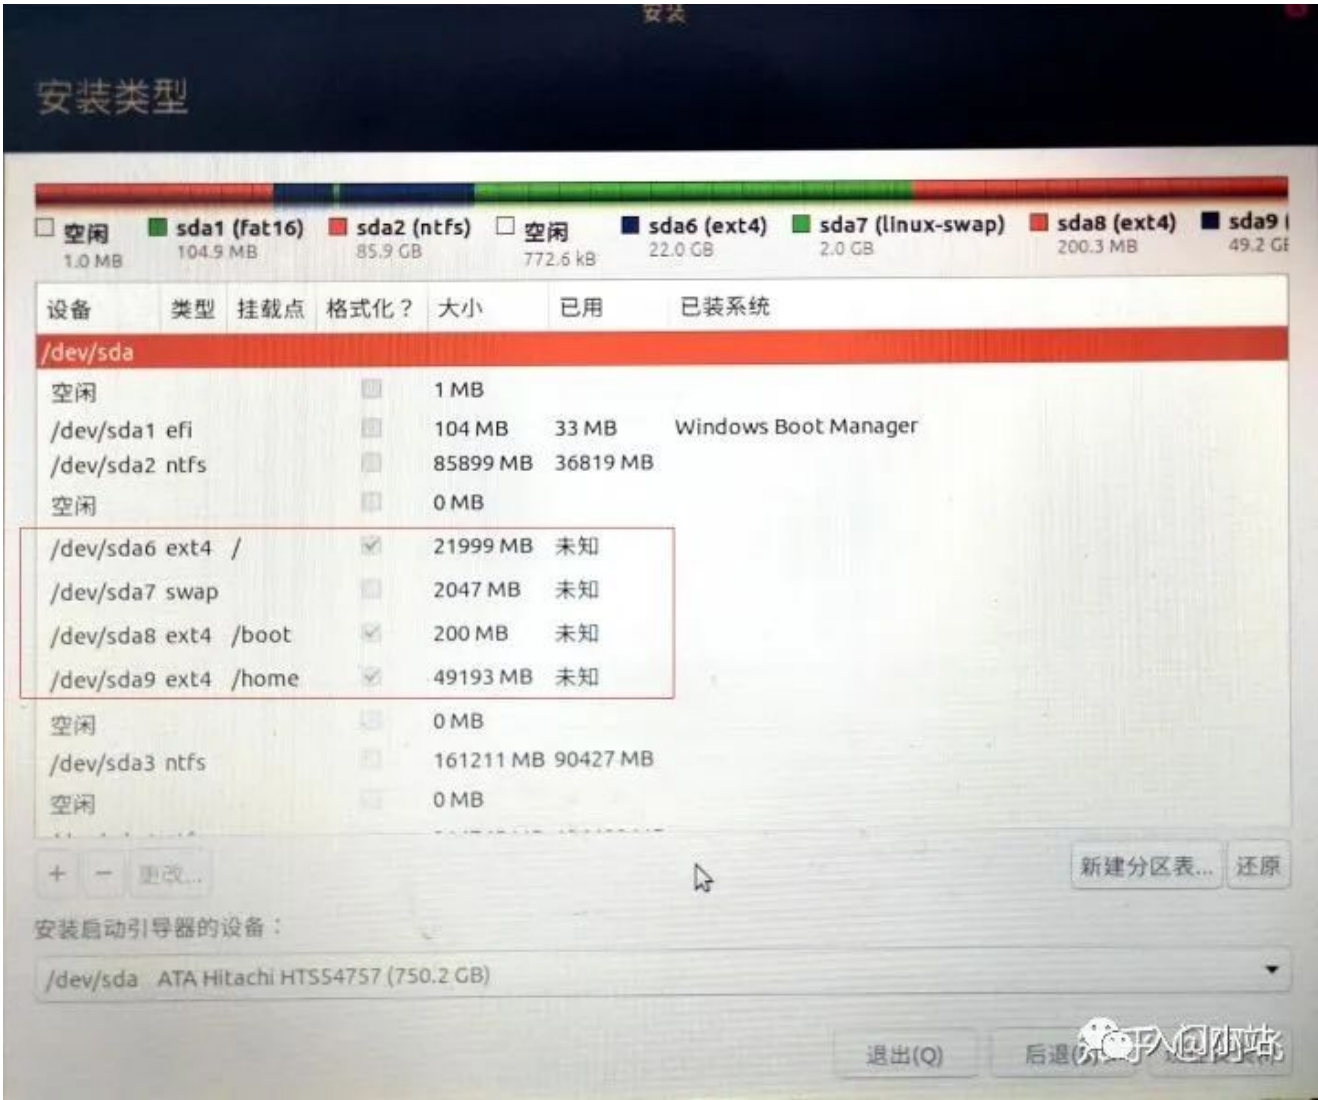 安装
安装类型
空闲 sda1 (fat16) sda2 (ntfs) 空闲 sda6 (ext4) sda7 (linux-swap) sda8 (ext4) sda9
1.0 MB 104.9 MB 85.9 GB 772.6 kB 22.0 GB 2.0 GB 200.3 MB 49.2 GB
设备 类型 挂载点 格式化？ 大小 已用 已装系统
/dev/sda
空闲 1 MB
/dev/sda1 efi 104 MB 33 MB Windows Boot Manager
/dev/sda2 ntfs 85899 MB 36819 MB
空闲 0 MB
/dev/sda6 ext4 / 21999 MB 未知
/dev/sda7 swap 2047 MB 未知
/dev/sda8 ext4 /boot 200 MB 未知
/dev/sda9 ext4 /home 49193 MB 未知
空闲 0 MB
/dev/sda3 ntfs 161211 MB 90427 MB
空闲 0 MB
+ − 更改... 新建分区表... 还原
安装启动引导器的设备：
/dev/sda ATA Hitachi HTS54757 (750.2 GB)
退出(Q) 后退